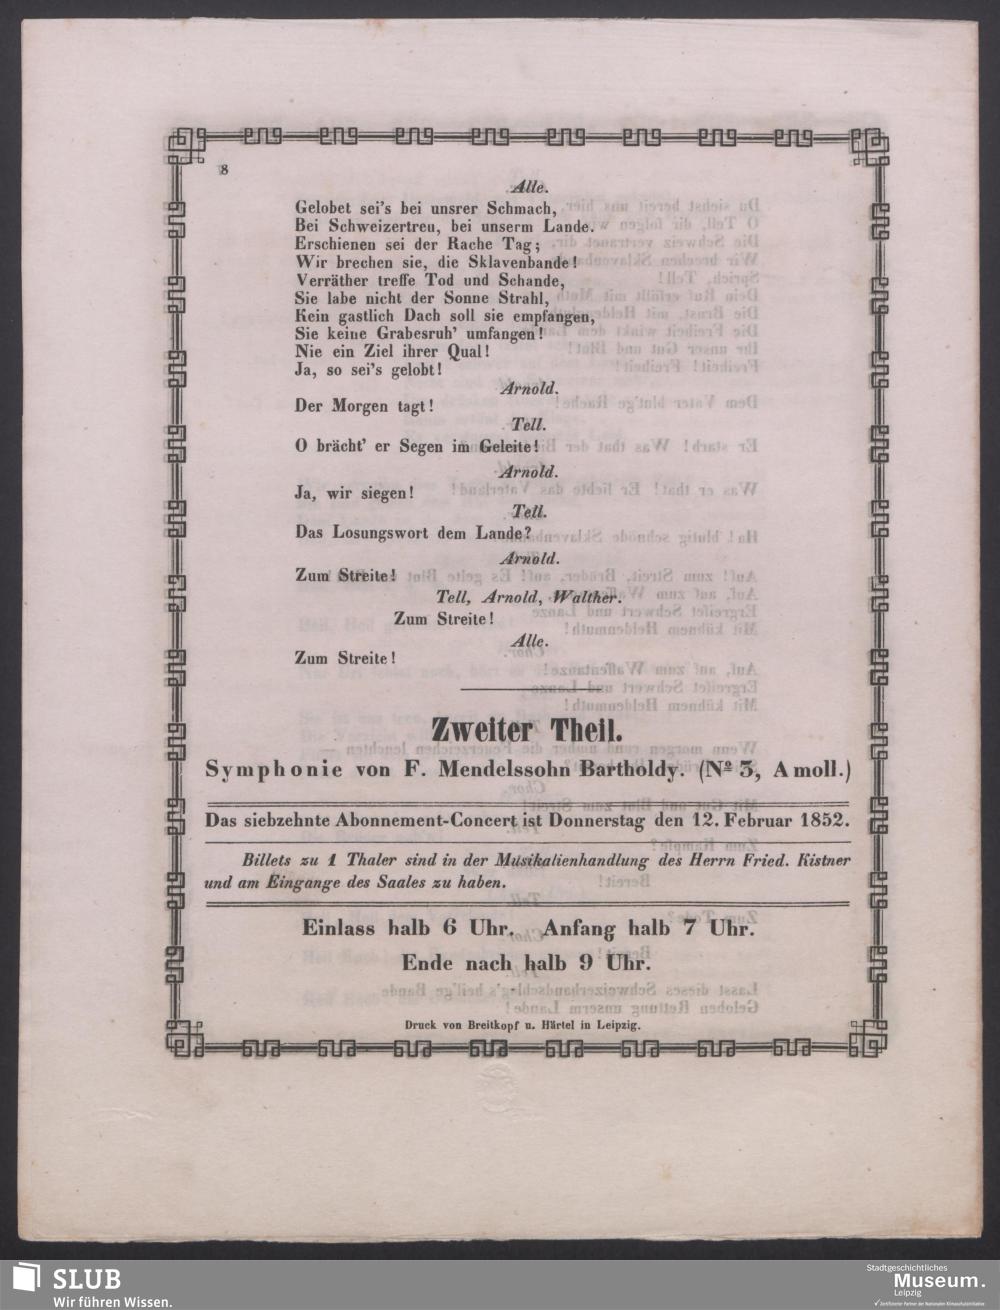 8
Alle.
Gelobet sei's bei unsrer Schmach,
Bei Schweizertreu, bei unserm Lande.
Erschienen sei der Rache Tag;
Wir brechen sie, die Sklavenbande!
Verräther treffe Tod und Schande,
Sie labe nicht der Sonne Strahl,
Kein gastlich Dach soll sie empfangen,
Sie keine Grabesruh' umfangen!
Nie ein Ziel ihrer Qual!
Ja, so sei's gelobt!
Arnold.
Der Morgen tagt!
Tell.
O brächt' er Segen im Geleite!
Arnold.
Ja, wir siegen!
Tell.
Das Losungswort dem Lande?
Arnold.
Zum Streite!
Tell, Arnold, Walther.
Zum Streite!
Alle.
Zum Streite!
Zweiter Theil.
Symphonie von F. Mendelssohn Bartholdy. (Nº 3, A moll.)
Das siebzehnte Abonnement-Concert ist Donnerstag den 12. Februar 1852.
Billets zu 1 Thaler sind in der Musikalienhandlung des Herrn Fried. Kistner
und am Eingange des Saales zu haben.
Einlass halb 6 Uhr. Anfang halb 7 Uhr.
Ende nach halb 9 Uhr.
Druck von Breitkopf u. Härtel in Leipzig.
SLUB
Wir führen Wissen.
Stadtgeschichtliches
Museum.
Leipzig
Zertifizierter Partner der Nationalen Klimaschutzinitiative